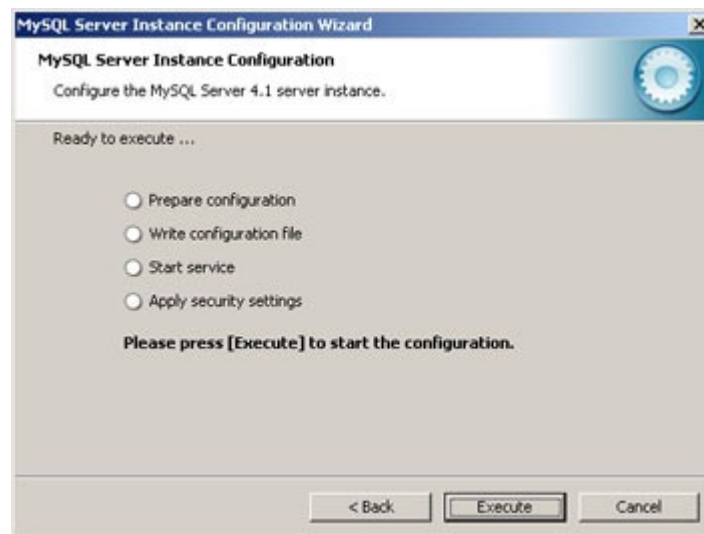 MySQL Server Instance Configuration Wizard
MySQL Server Instance Configuration
Configure the MySQL Server 4.1 server instance.
Ready to execute ...
Prepare configuration
Write configuration file
Start service
Apply security settings
Please press [Execute] to start the configuration.
< Back Execute Cancel